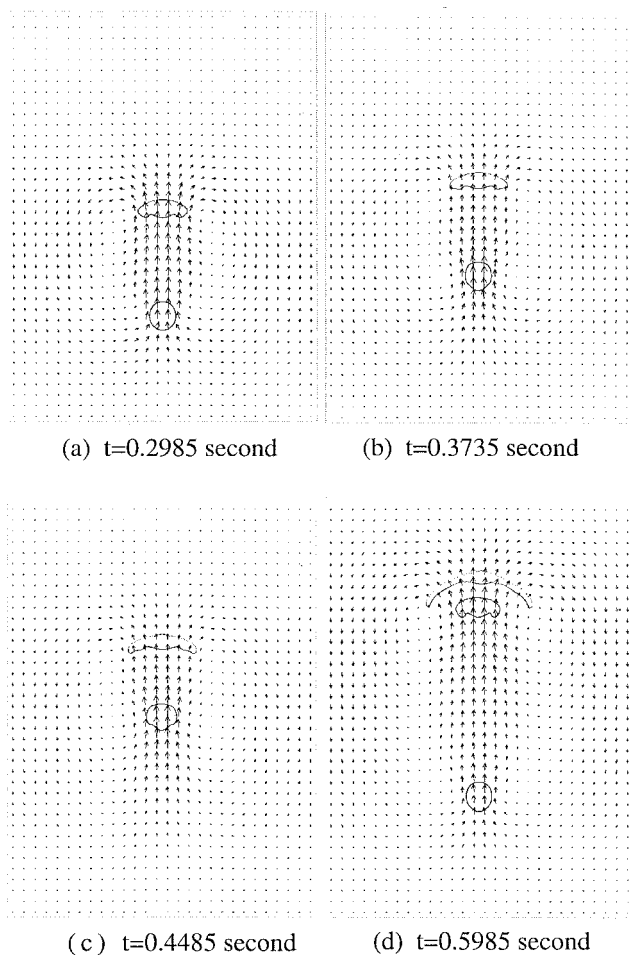 (a) t=0.2985 second
(b) t=0.3735 second
(c) t=0.4485 second
(d) t=0.5985 second